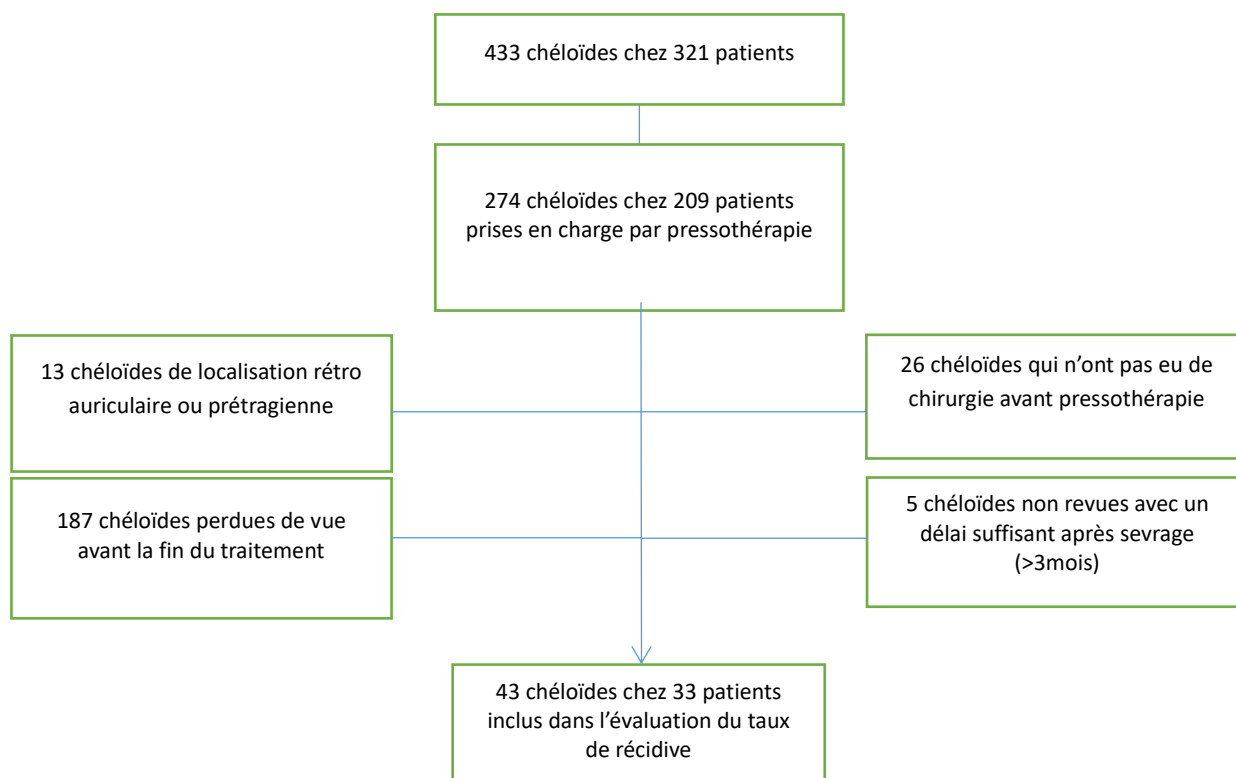 433 chéloïdes chez 321 patients
274 chéloïdes chez 209 patients
prises en charge par pressothérapie
13 chéloïdes de localisation rétro
auriculaire ou prétragienne
26 chéloïdes qui n’ont pas eu de
chirurgie avant pressothérapie
187 chéloïdes perdues de vue
avant la fin du traitement
5 chéloïdes non revues avec un
délai suffisant après sevrage
(>3mois)
43 chéloïdes chez 33 patients
inclus dans l’évaluation du taux
de récidive